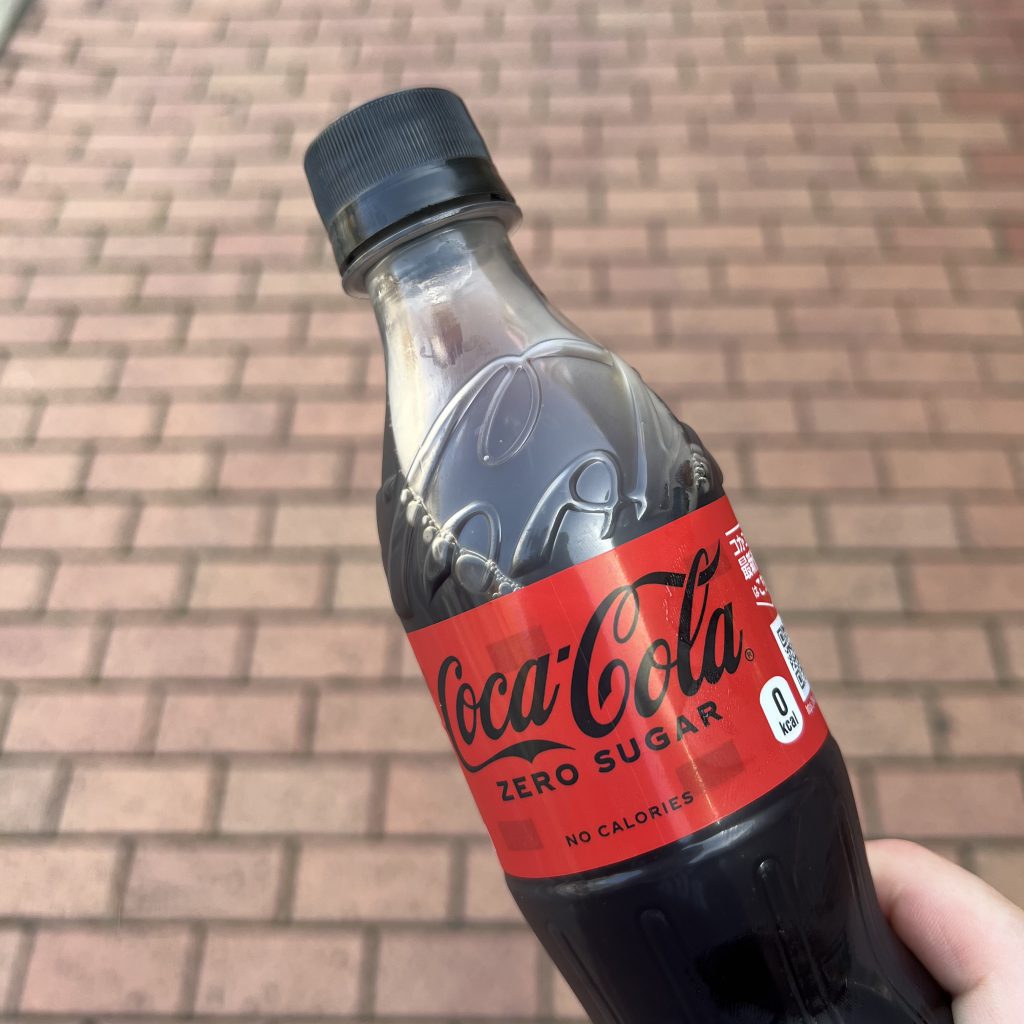 Coca-Cola®
ZERO SUGAR
NO CALORIES
0
kcal